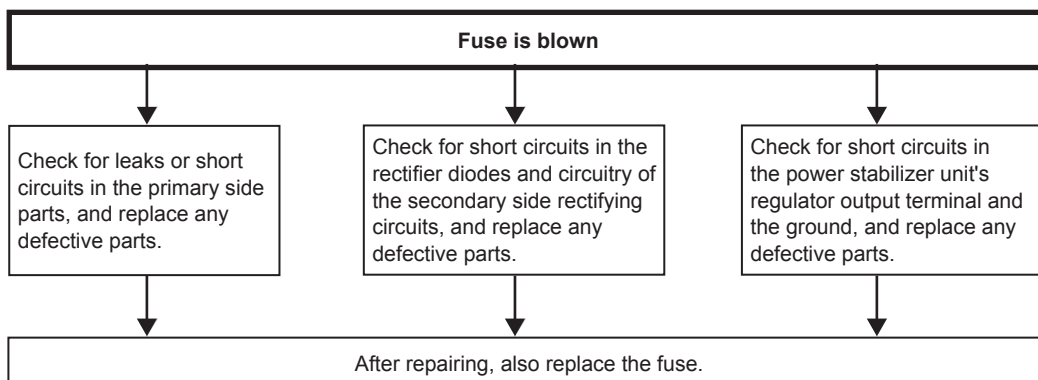 Fuse is blown
Check for leaks or short
circuits in the primary side
parts, and replace any
defective parts.
Check for short circuits in the
rectifier diodes and circuitry of
the secondary side rectifying
circuits, and replace any
defective parts.
Check for short circuits in
the power stabilizer unit's
regulator output terminal and
the ground, and replace any
defective parts.
After repairing, also replace the fuse.